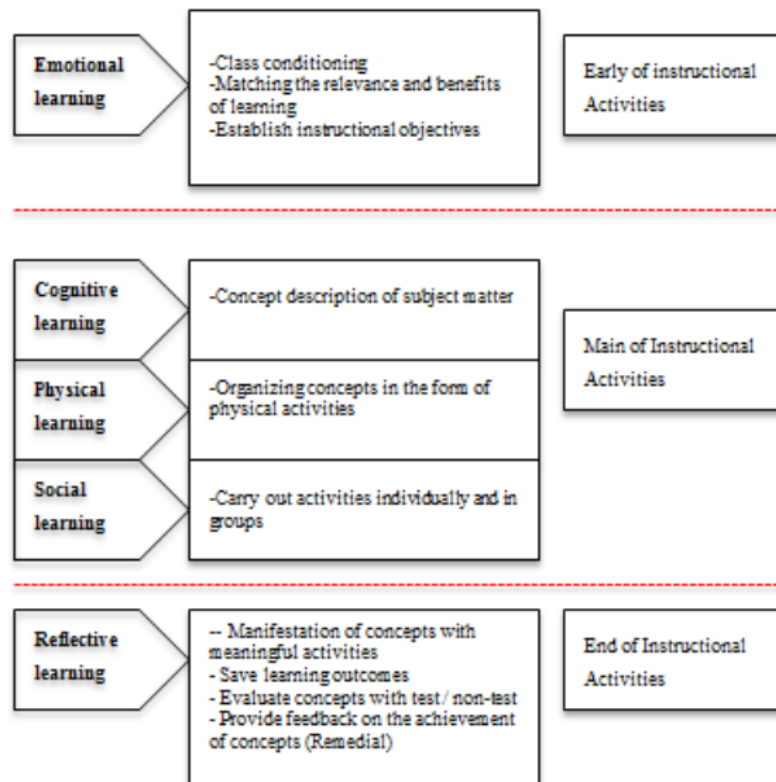 Emotional
learning
-Class conditioning
-Matching the relevance and benefits
of learning
-Establish instructional objectives
Early of instructional
Activities
Cognitive
learning
-Concept description of subject matter
Physical
learning
-Organizing concepts in the form of
physical activities
Social
learning
-Carry out activities individually and in
groups
Main of Instructional
Activities
Reflective
learning
-- Manifestation of concepts with
meaningful activities
- Save learning outcomes
- Evaluate concepts with test / non-test
- Provide feedback on the achievement
of concepts (Remedial)
End of Instructional
Activities